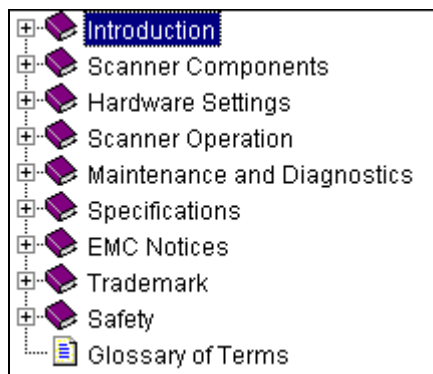 Introduction
Scanner Components
Hardware Settings
Scanner Operation
Maintenance and Diagnostics
Specifications
EMC Notices
Trademark
Safety
Glossary of Terms